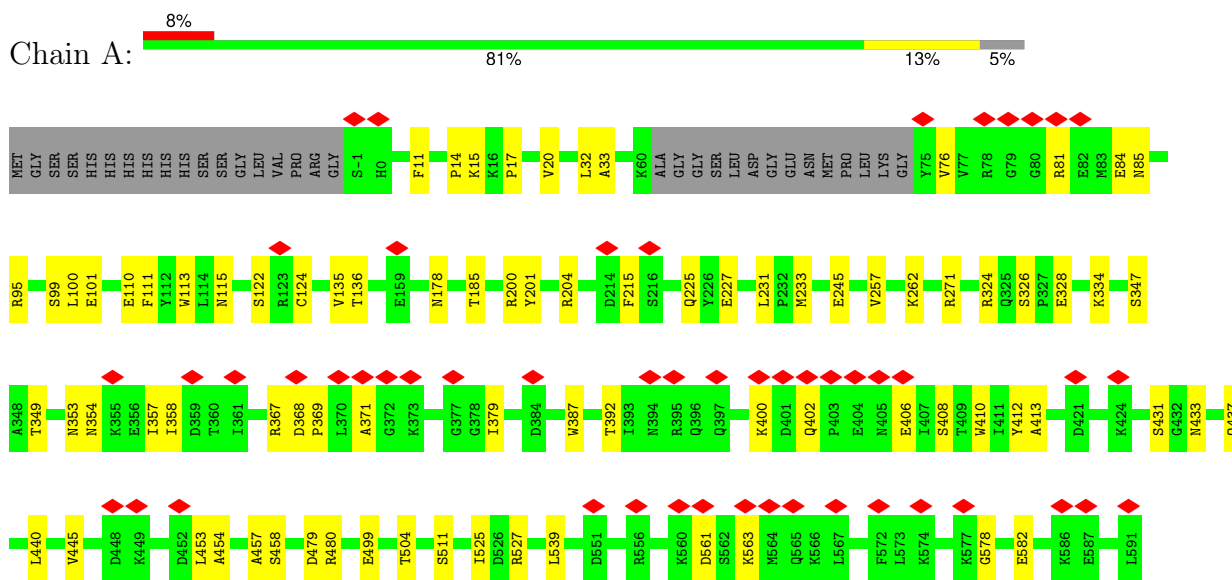 8%
Chain A:
81% 13% 5%
MET GLY SER SER HIS HIS HIS HIS HIS HIS SER SER GLY LEU VAL PRO ARG GLY S-1 H0 F11 P14 K15 K16 P17 V20 L32 A33 K60 ALA GLY GLY SER LEU ASP GLY GLU ASN MET PRO LEU LYS GLY Y75 V76 V77 R78 G79 G80 R81 E82 M83 E84 N85
R95 S99 L100 E101 E110 F111 Y112 W113 L114 N115 S122 R123 C124 V135 T136 E159 N178 T185 R200 Y201 R204 D214 F215 S216 Q225 Y226 E227 L231 P232 M233 E245 V257 K262 R271 R324 Q325 S326 P327 E328 K334 S347
A348 T349 N353 N354 K355 E356 I357 I358 D359 T360 I361 R367 D368 P369 L370 A371 G372 K373 G377 G378 I379 D384 W387 T392 I393 N394 R395 Q396 Q397 K400 D401 Q402 P403 E404 N405 E406 I407 S408 T409 W410 I411 Y412 A413 D421 K424 S431 G432 N433
L440 V445 D448 K449 D452 L453 A454 A457 S458 D479 R480 E499 T504 S511 I525 D526 R527 L539 D551 R556 K560 D561 S562 K563 M564 Q565 K566 L567 F572 L573 K574 K577 G578 E582 K586 E587 L591